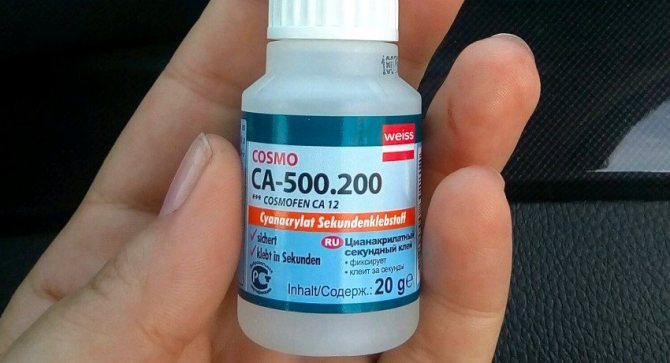 weiss
COSMO
CA-500.200
*** COSMOFEN CA 12
Cyanacrylat Sekundenklebstoff
sichert
klebt in Sekunden
RU Цианакрилатный
секундный клей
• фиксирует
• клеит за секунды
Inhalt/Содерж.: 20 g e